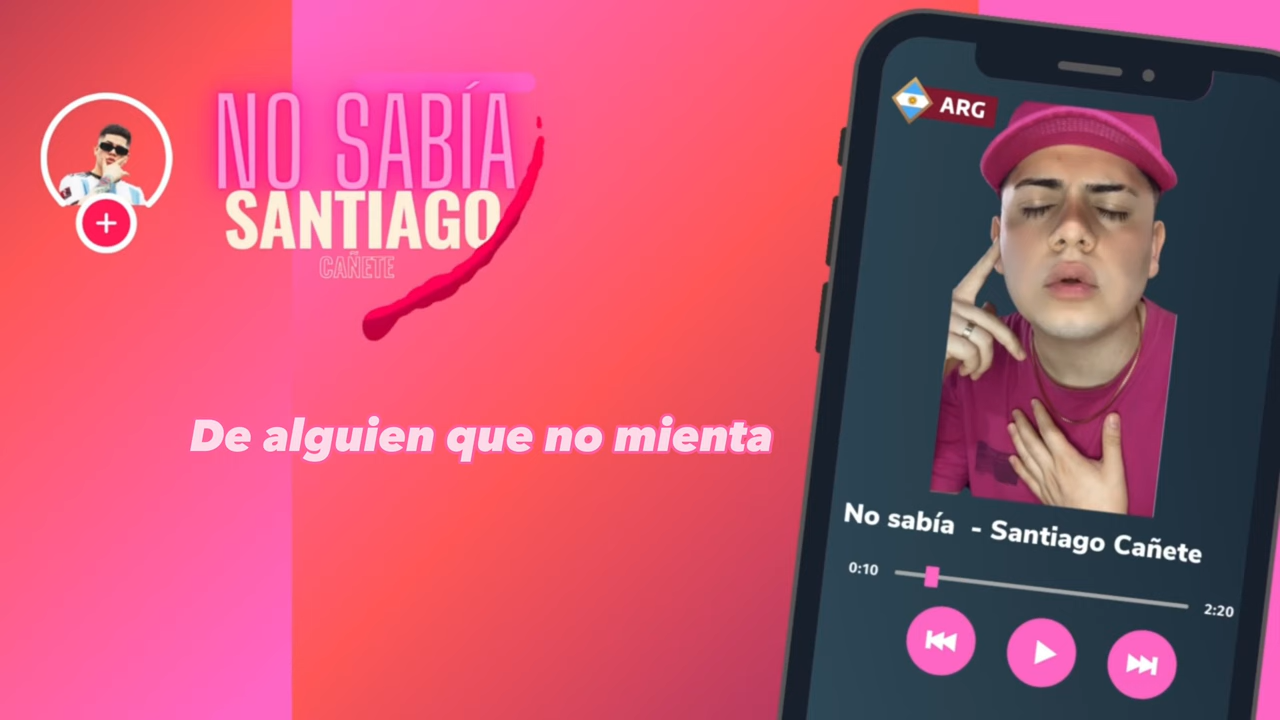 NO SABÍA
SANTIAGO
CAÑETE
De alguien que no mienta
ARG
No sabía - Santiago Cañete
0:10
2:20